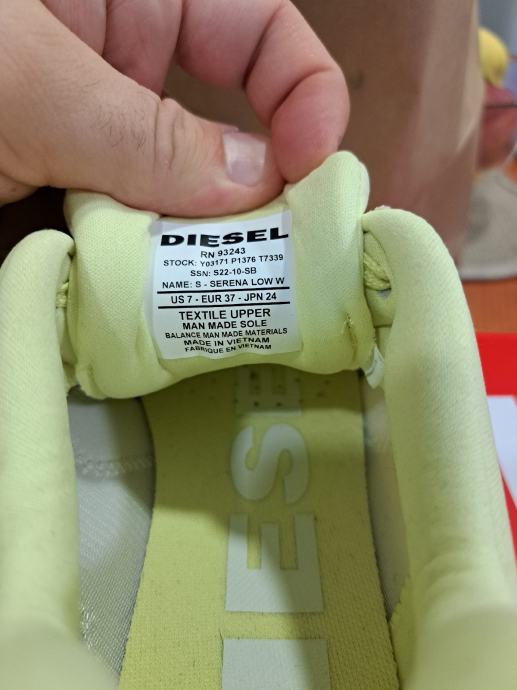 DIESEL
RN 93243
STOCK: Y03171 P1376 T7339
SSN: S22-10-SB
NAME: S - SERENA LOW W
US 7 - EUR 37 - JPN 24
TEXTILE UPPER
MAN MADE SOLE
BALANCE MAN MADE MATERIALS
MADE IN VIETNAM
FABRIQUE EN VIETNAM
ESE